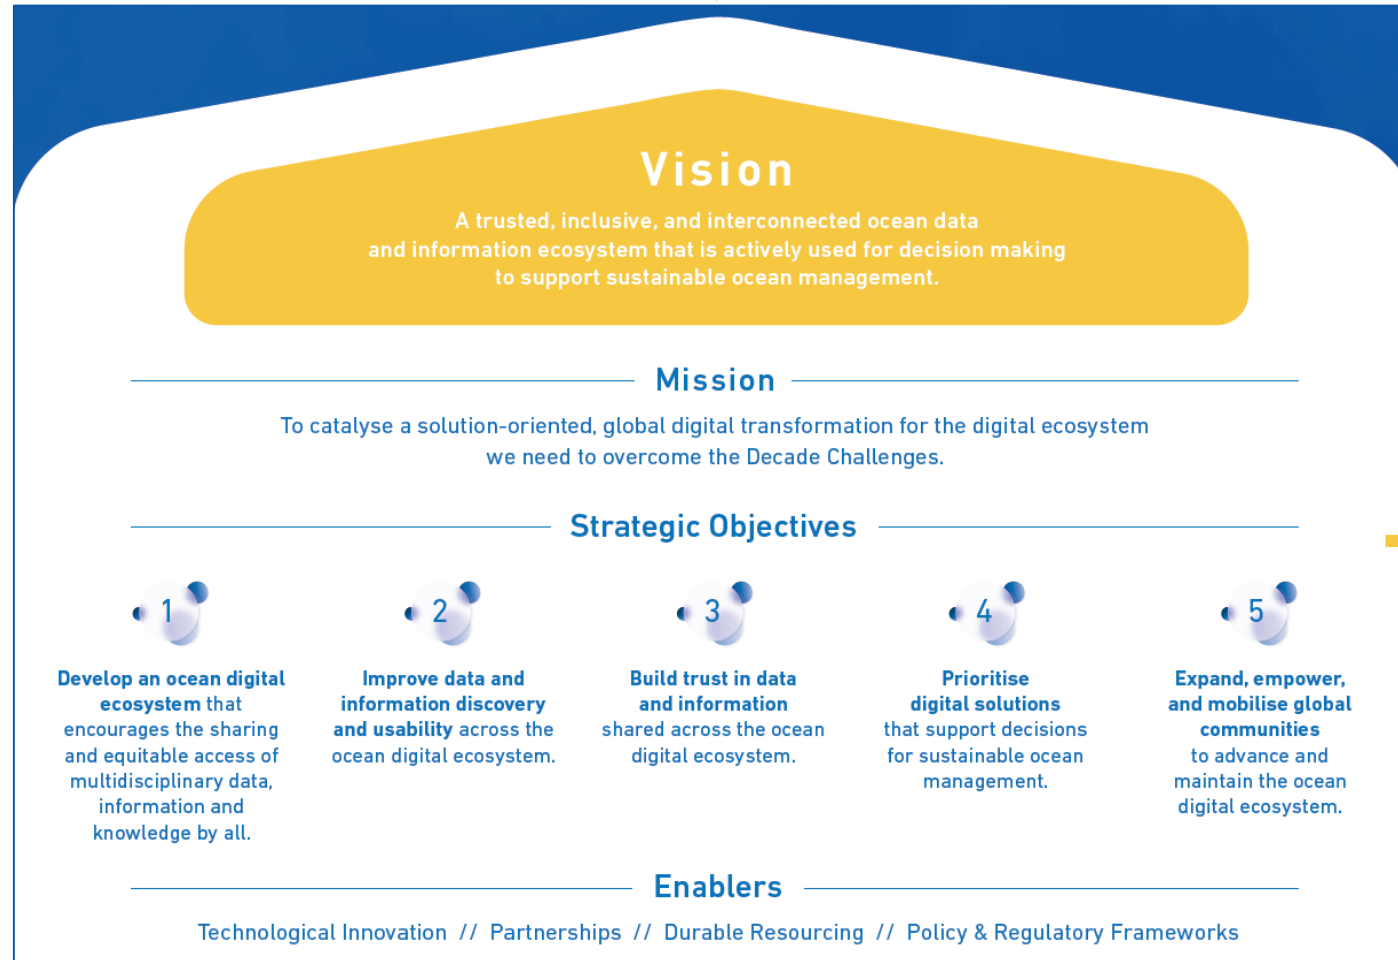 Vision
A trusted, inclusive, and interconnected ocean data
and information ecosystem that is actively used for decision making
to support sustainable ocean management.
Mission
To catalyse a solution-oriented, global digital transformation for the digital ecosystem
we need to overcome the Decade Challenges.
Strategic Objectives
1
Develop an ocean digital
ecosystem that
encourages the sharing
and equitable access of
multidisciplinary data,
information and
knowledge by all.
2
Improve data and
information discovery
and usability across the
ocean digital ecosystem.
3
Build trust in data
and information
shared across the ocean
digital ecosystem.
4
Prioritise
digital solutions
that support decisions
for sustainable ocean
management.
5
Expand, empower,
and mobilise global
communities
to advance and
maintain the ocean
digital ecosystem.
Enablers
Technological Innovation // Partnerships // Durable Resourcing // Policy & Regulatory Frameworks